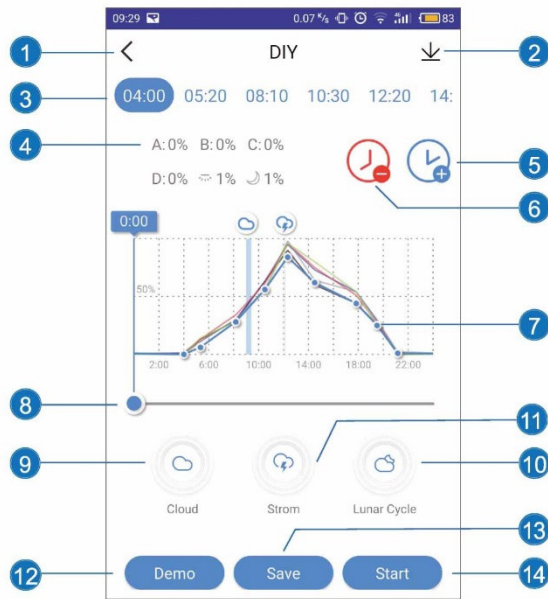 09:29 0.07 K/s 4G 83
1 DIY 2
3 04:00 05:20 08:10 10:30 12:20 14:
4 A:0% B:0% C:0%
D:0% 1% 1% 5
6
0:00
50%
7
2:00 6:00 10:00 14:00 18:00 22:00
8
11
9 10
Cloud Strom Lunar Cycle
13
12 Demo Save Start 14